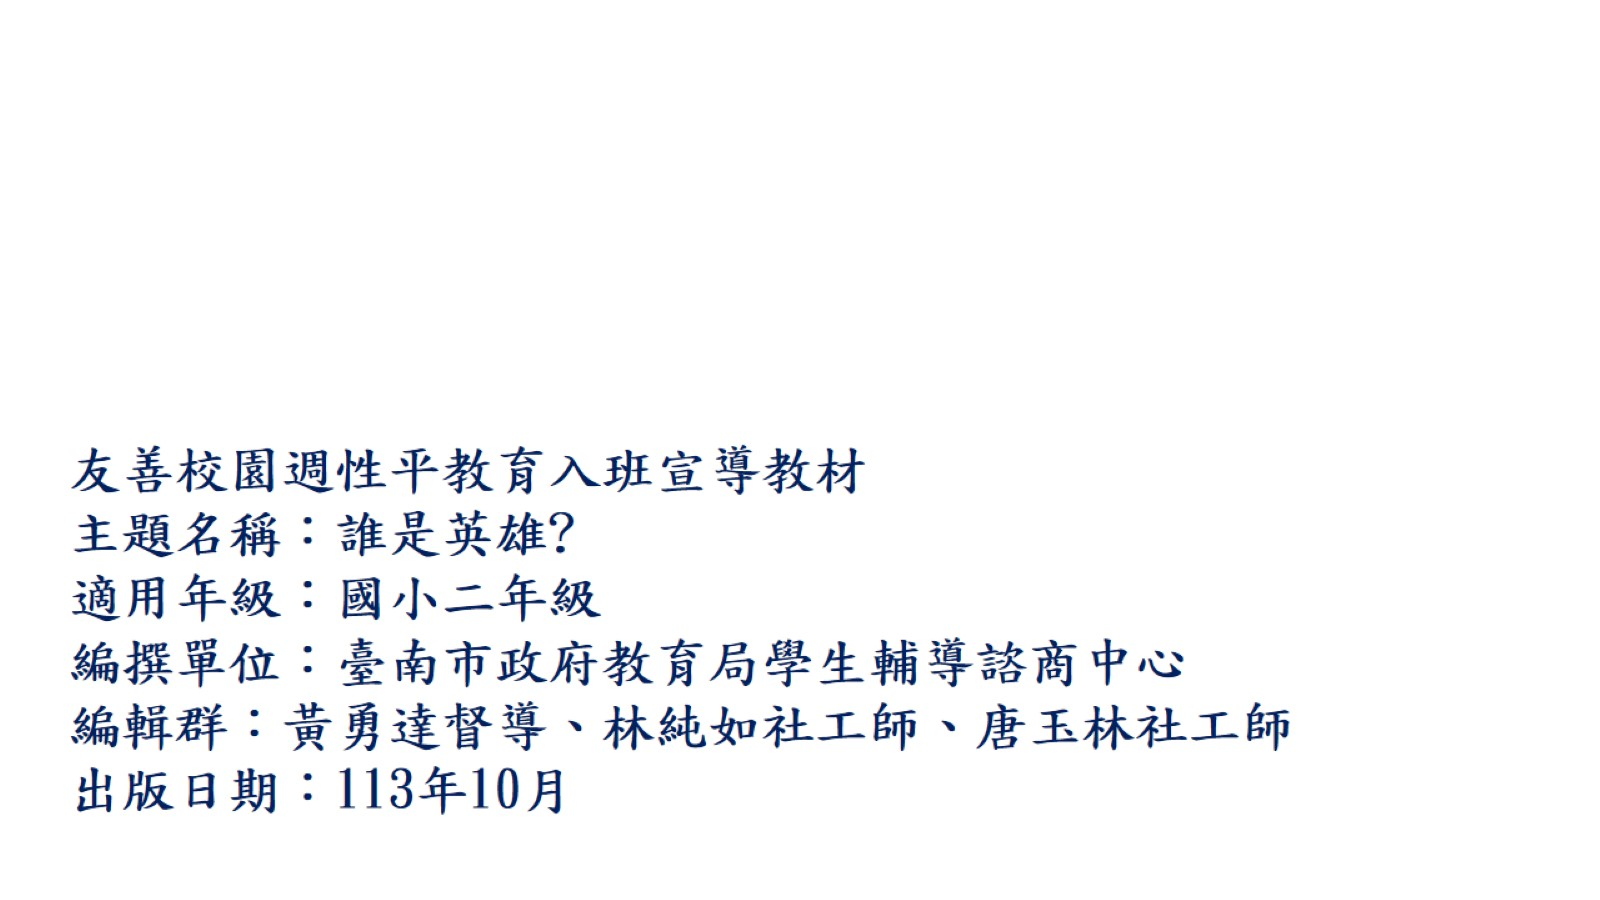 友善校園週性平教育入班宣導教材
主題名稱：誰是英雄?
適用年級：國小二年級
編撰單位：臺南市政府教育局學生輔導諮商中心
編輯群：黃勇達督導、林純如社工師、唐玉林社工師
出版日期：113年10月